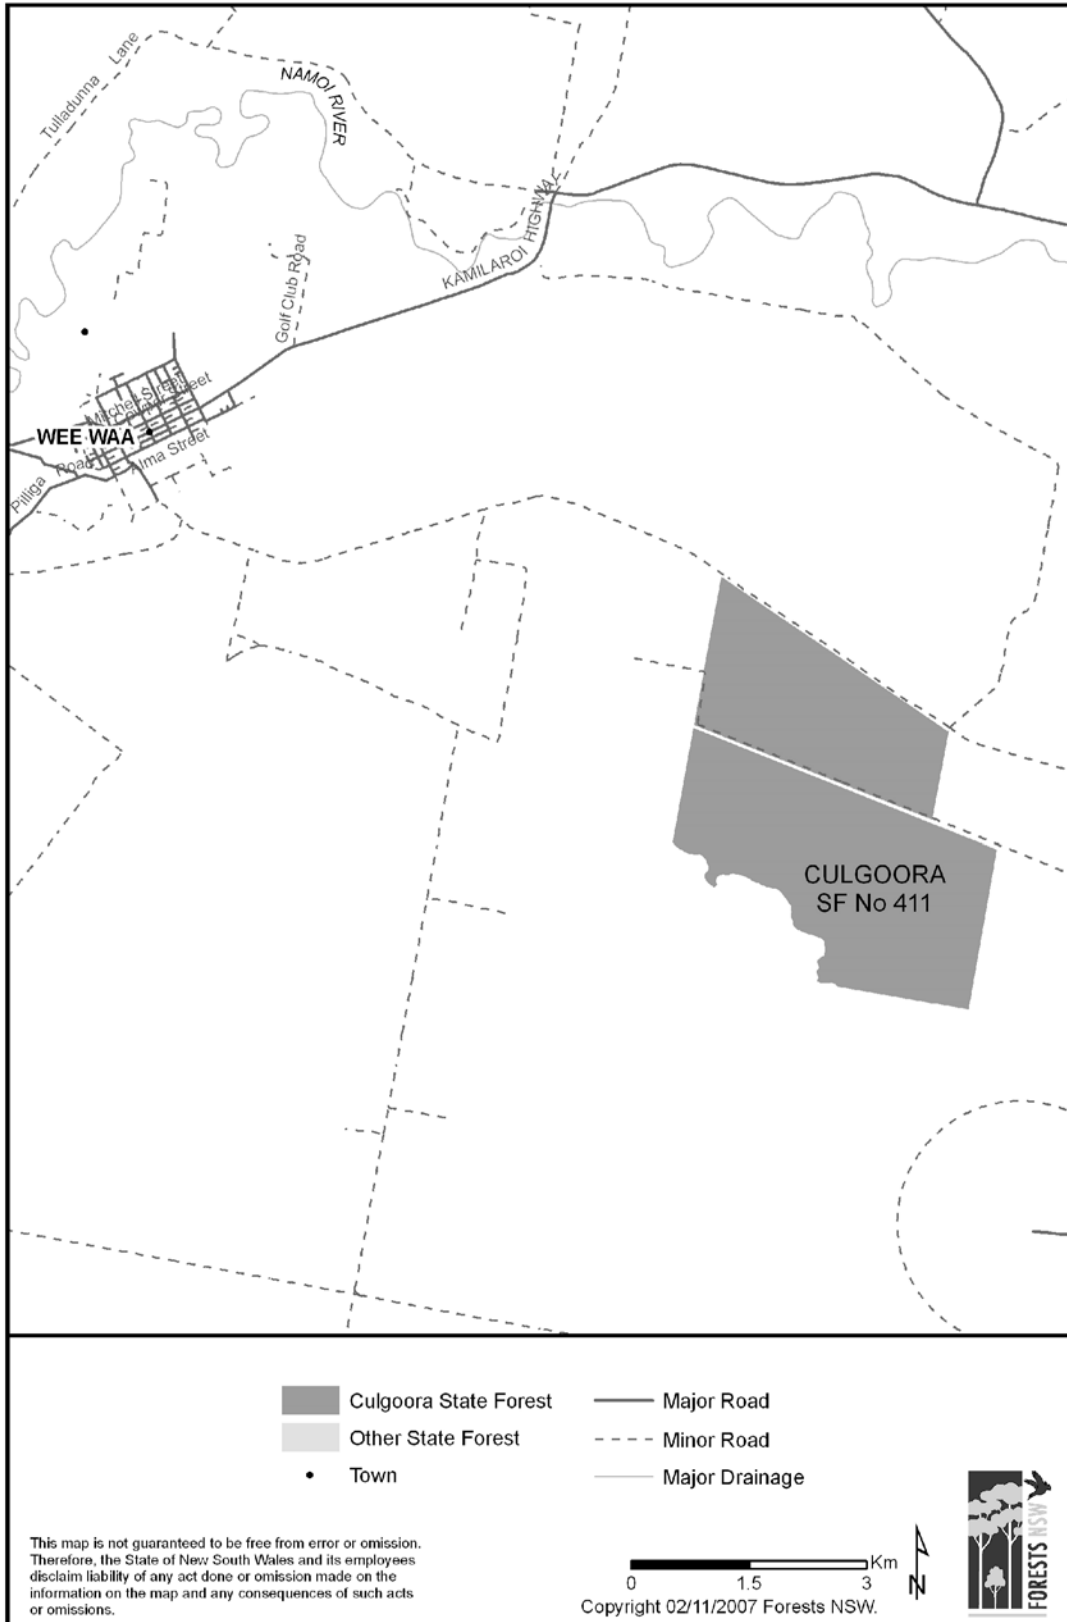 Tulladunna Lane
NAMOI RIVER
KAMILAROI HIGHWAY
Golf Club Road
Mitchell Street
Cowper Street
WEE WAA
Alma Street
Pilliga Road
CULGOORA
SF No 411
Culgoora State Forest
Other State Forest
Town
Major Road
Minor Road
Major Drainage
This map is not guaranteed to be free from error or omission.
Therefore, the State of New South Wales and its employees
disclaim liability of any act done or omission made on the
information on the map and any consequences of such acts
or omissions.
Km
0 1.5 3
Copyright 02/11/2007 Forests NSW.
N
FORESTS NSW